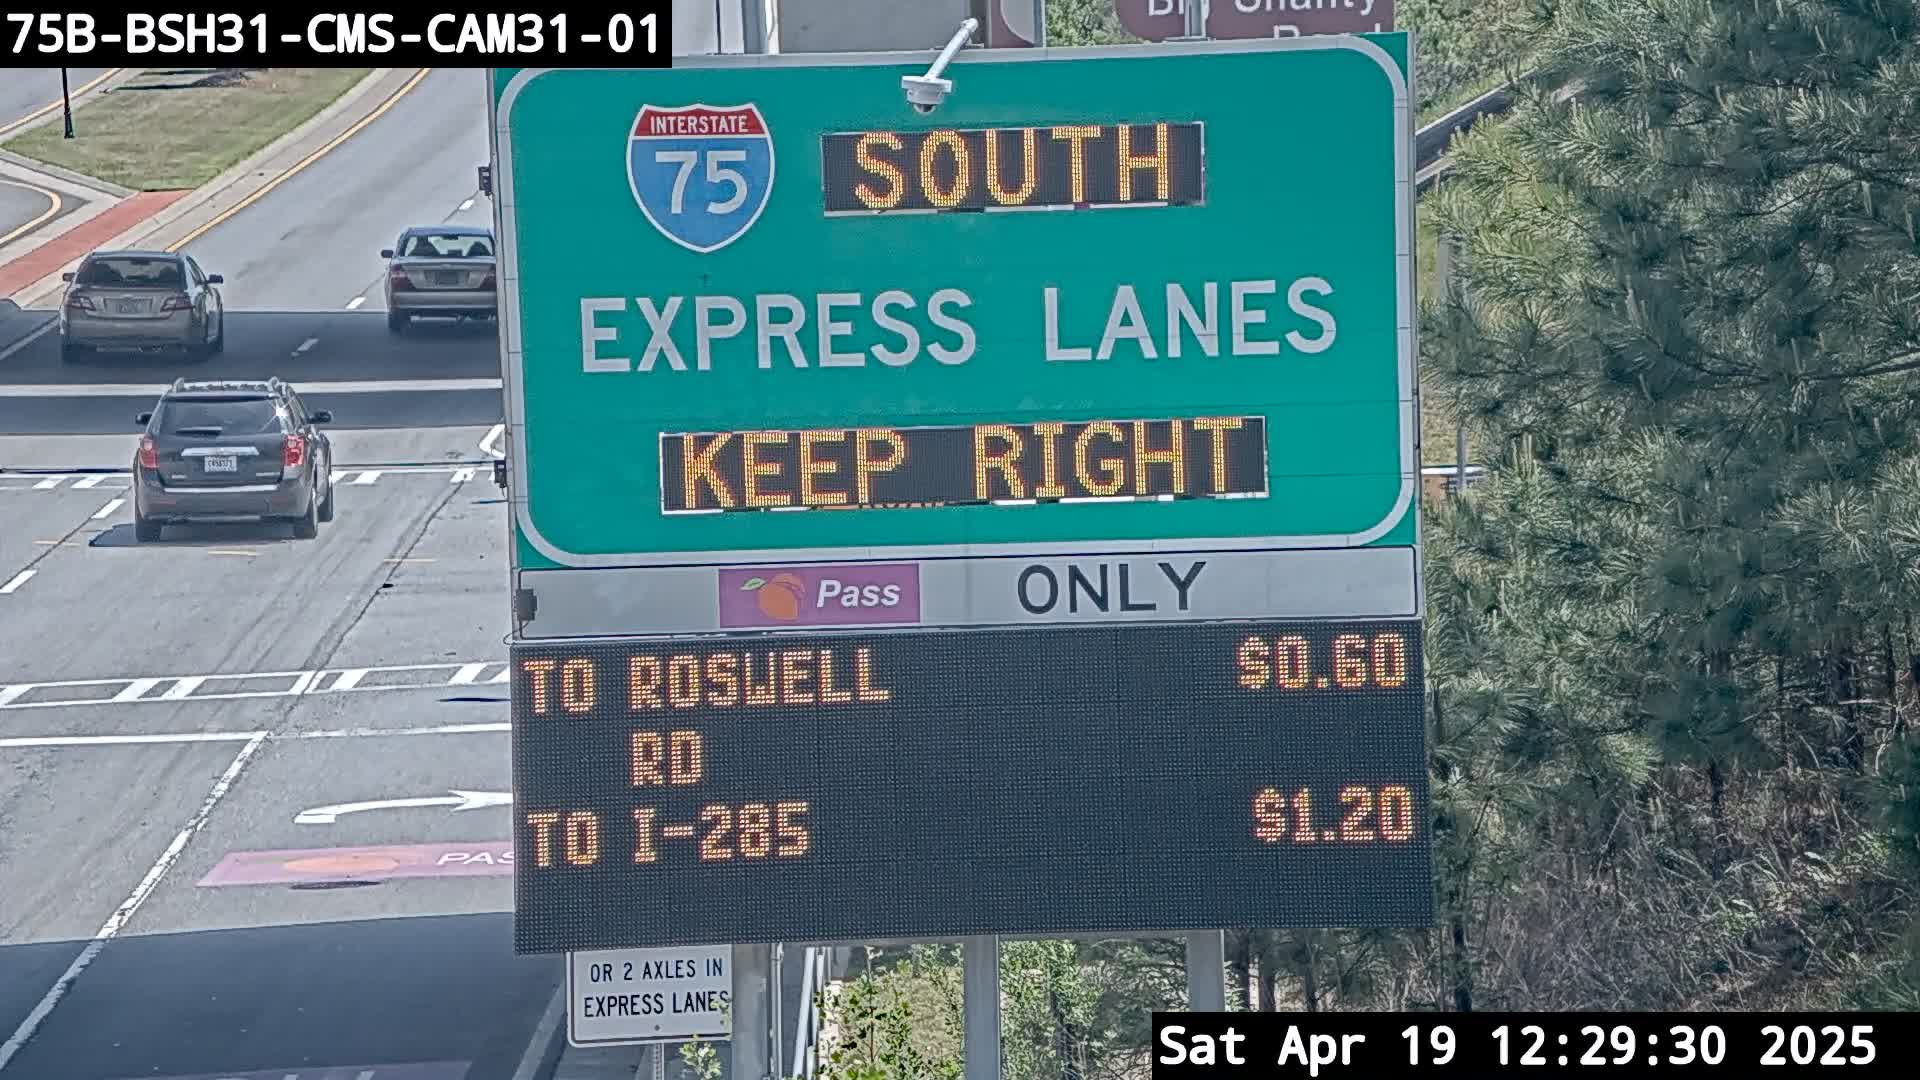 75B-BSH31-CMS-CAM31-01
Shanty
INTERSTATE
75
SOUTH
EXPRESS LANES
KEEP RIGHT
Pass ONLY
TO ROSWELL $0.60
RD
TO I-285 $1.20
OR 2 AXLES IN
EXPRESS LANES
Sat Apr 19 12:29:30 2025